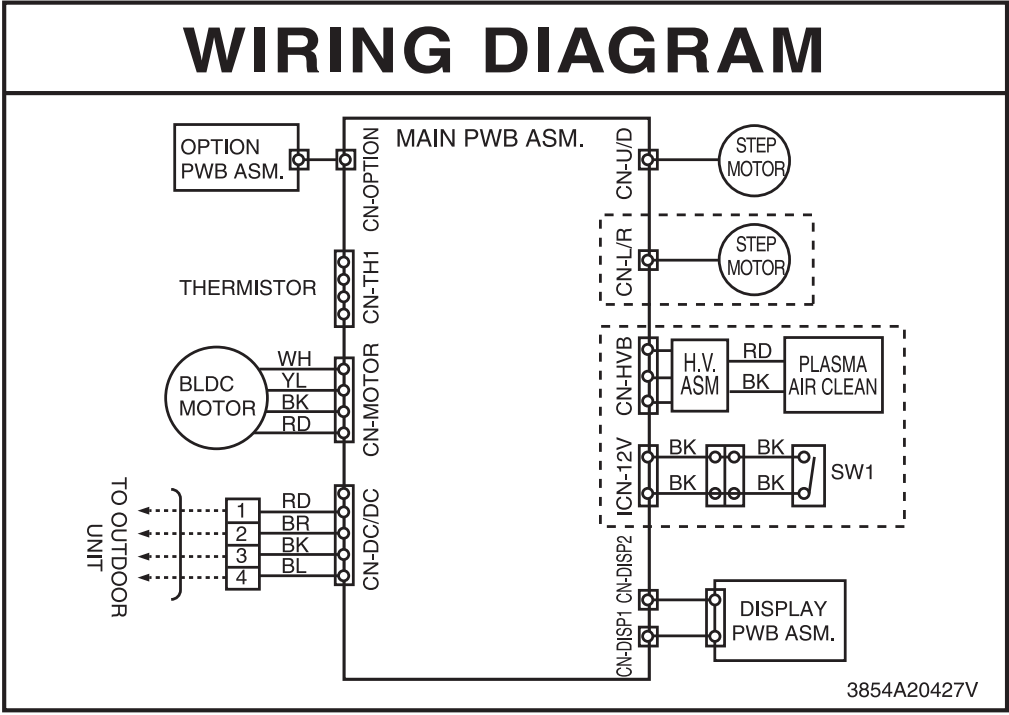 WIRING DIAGRAM
OPTION
PWB ASM.
CN-OPTION
MAIN PWB ASM.
CN-U/D
STEP
MOTOR
THERMISTOR
CN-TH1
CN-L/R
STEP
MOTOR
BLDC
MOTOR
WH
YL
BK
RD
CN-MOTOR
CN-HVB
H.V.
ASM
RD
BK
PLASMA
AIR CLEAN
ICN-12V
BK
BK
BK
BK
SW1
TO OUTDOOR
UNIT
1
2
3
4
RD
BR
BK
BL
CN-DC/DC
CN-DISP2
CN-DISP1
DISPLAY
PWB ASM.
3854A20427V